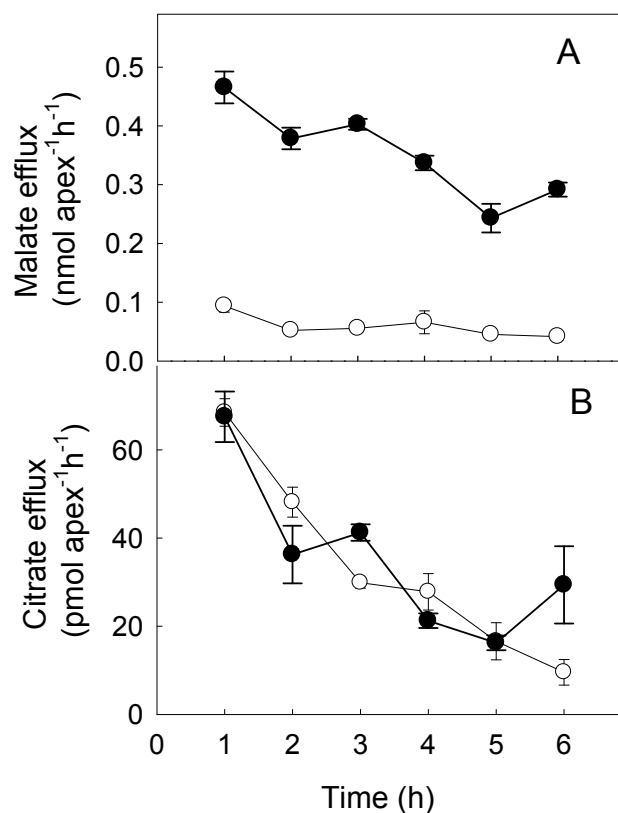 A
Malate efflux
(nmol apex⁻¹h⁻¹)
0.5
0.4
0.3
0.2
0.1
0.0
B
Citrate efflux
(pmol apex⁻¹h⁻¹)
60
40
20
0
0 1 2 3 4 5 6
Time (h)